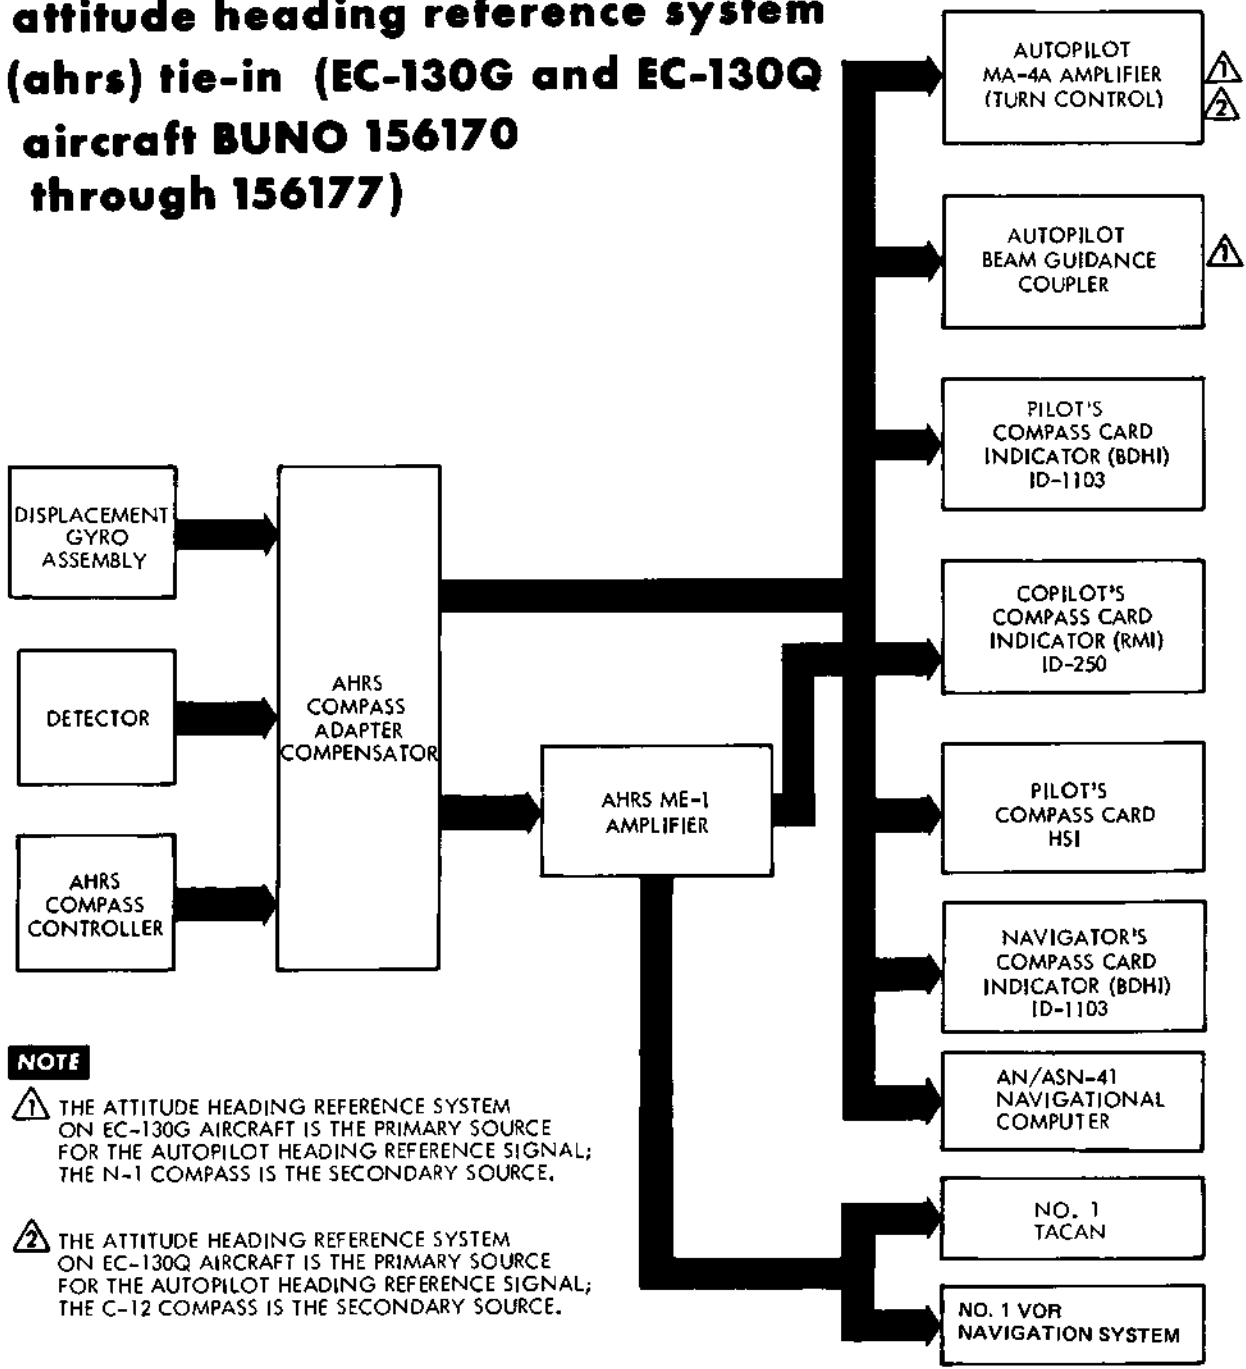 attitude heading reference system
(ahrs) tie-in (EC-130G and EC-130Q
aircraft BUNO 156170
through 156177)
AUTOPILOT
MA-4A AMPLIFIER
(TURN CONTROL)
1
2
AUTOPILOT
BEAM GUIDANCE
COUPLER
1
PILOT'S
COMPASS CARD
INDICATOR (BDHI)
ID-1103
DISPLACEMENT
GYRO
ASSEMBLY
COPILOT'S
COMPASS CARD
INDICATOR (RMI)
ID-250
DETECTOR
AHRS
COMPASS
ADAPTER
COMPENSATOR
AHRS ME-1
AMPLIFIER
PILOT'S
COMPASS CARD
HSI
AHRS
COMPASS
CONTROLLER
NAVIGATOR'S
COMPASS CARD
INDICATOR (BDHI)
ID-1103
AN/ASN-41
NAVIGATIONAL
COMPUTER
NO. 1
TACAN
NO. 1 VOR
NAVIGATION SYSTEM
NOTE
1 THE ATTITUDE HEADING REFERENCE SYSTEM
ON EC-130G AIRCRAFT IS THE PRIMARY SOURCE
FOR THE AUTOPILOT HEADING REFERENCE SIGNAL;
THE N-1 COMPASS IS THE SECONDARY SOURCE.
2 THE ATTITUDE HEADING REFERENCE SYSTEM
ON EC-130Q AIRCRAFT IS THE PRIMARY SOURCE
FOR THE AUTOPILOT HEADING REFERENCE SIGNAL;
THE C-12 COMPASS IS THE SECONDARY SOURCE.